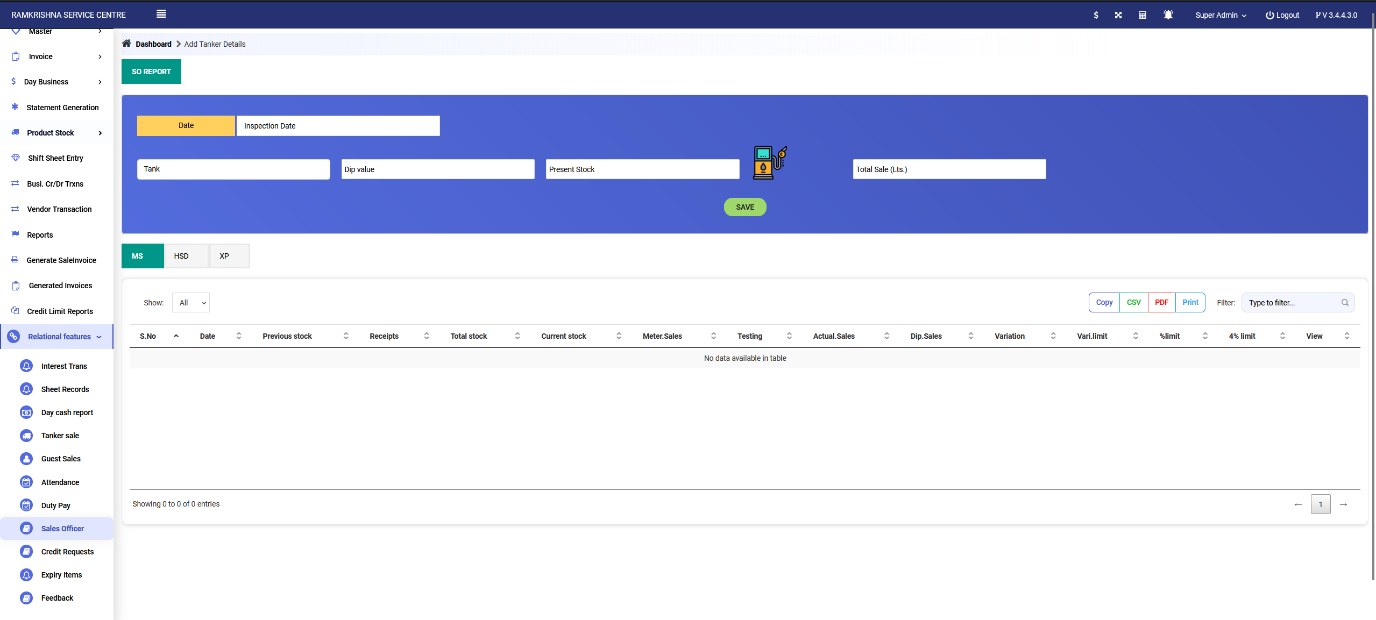 RAMKRISHNA SERVICE CENTRE
Super Admin
Logout
V 3.4.4.3.0
Master
Invoice
Day Business
Statement Generation
Product Stock
Shift Sheet Entry
Busi. Cr/Dr Trxns
Vendor Transaction
Reports
Generate SaleInvoice
Generated Invoices
Credit Limit Reports
Relational features
Interest Trans
Sheet Records
Day cash report
Tanker sale
Guest Sales
Attendance
Duty Pay
Sales Officer
Credit Requests
Expiry Items
Feedback
Dashboard > Add Tanker Details
SO REPORT
Date Inspection Date
Tank Dip value Present Stock Total Sale (Lts.)
SAVE
MS HSD XP
Show: All Copy CSV PDF Print Filter: Type to filter...
S.No Date Previous stock Receipts Total stock Current stock Meter.Sales Testing Actual.Sales Dip.Sales Variation Vari.limit %limit 4% limit View
No data available in table
Showing 0 to 0 of 0 entries ← 1 →